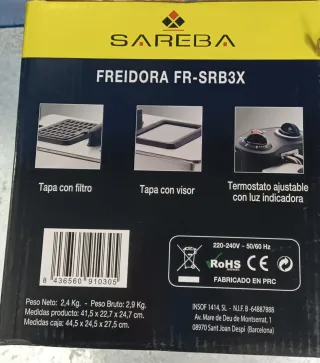 SAREBA
FREIDORA FR-SRB3X
Tapa con filtro
Tapa con visor
Termostato ajustable
con luz indicadora
8 436560 910305
220-240V - 50/60 Hz
CE RoHS
FABRICADO EN PRC
Peso Neto: 2,4 Kg. - Peso Bruto: 2,9 Kg.
Medidas producto: 41,5 x 22,7 x 24,7 cm.
Medidas caja: 44,5 x 24,5 x 27,5 cm.
INSOF 1414, SL - N.I.F. B -64887888
Av. Mare de Deu de Montserrat, 1
08970 Sant Joan Despi (Barcelona)